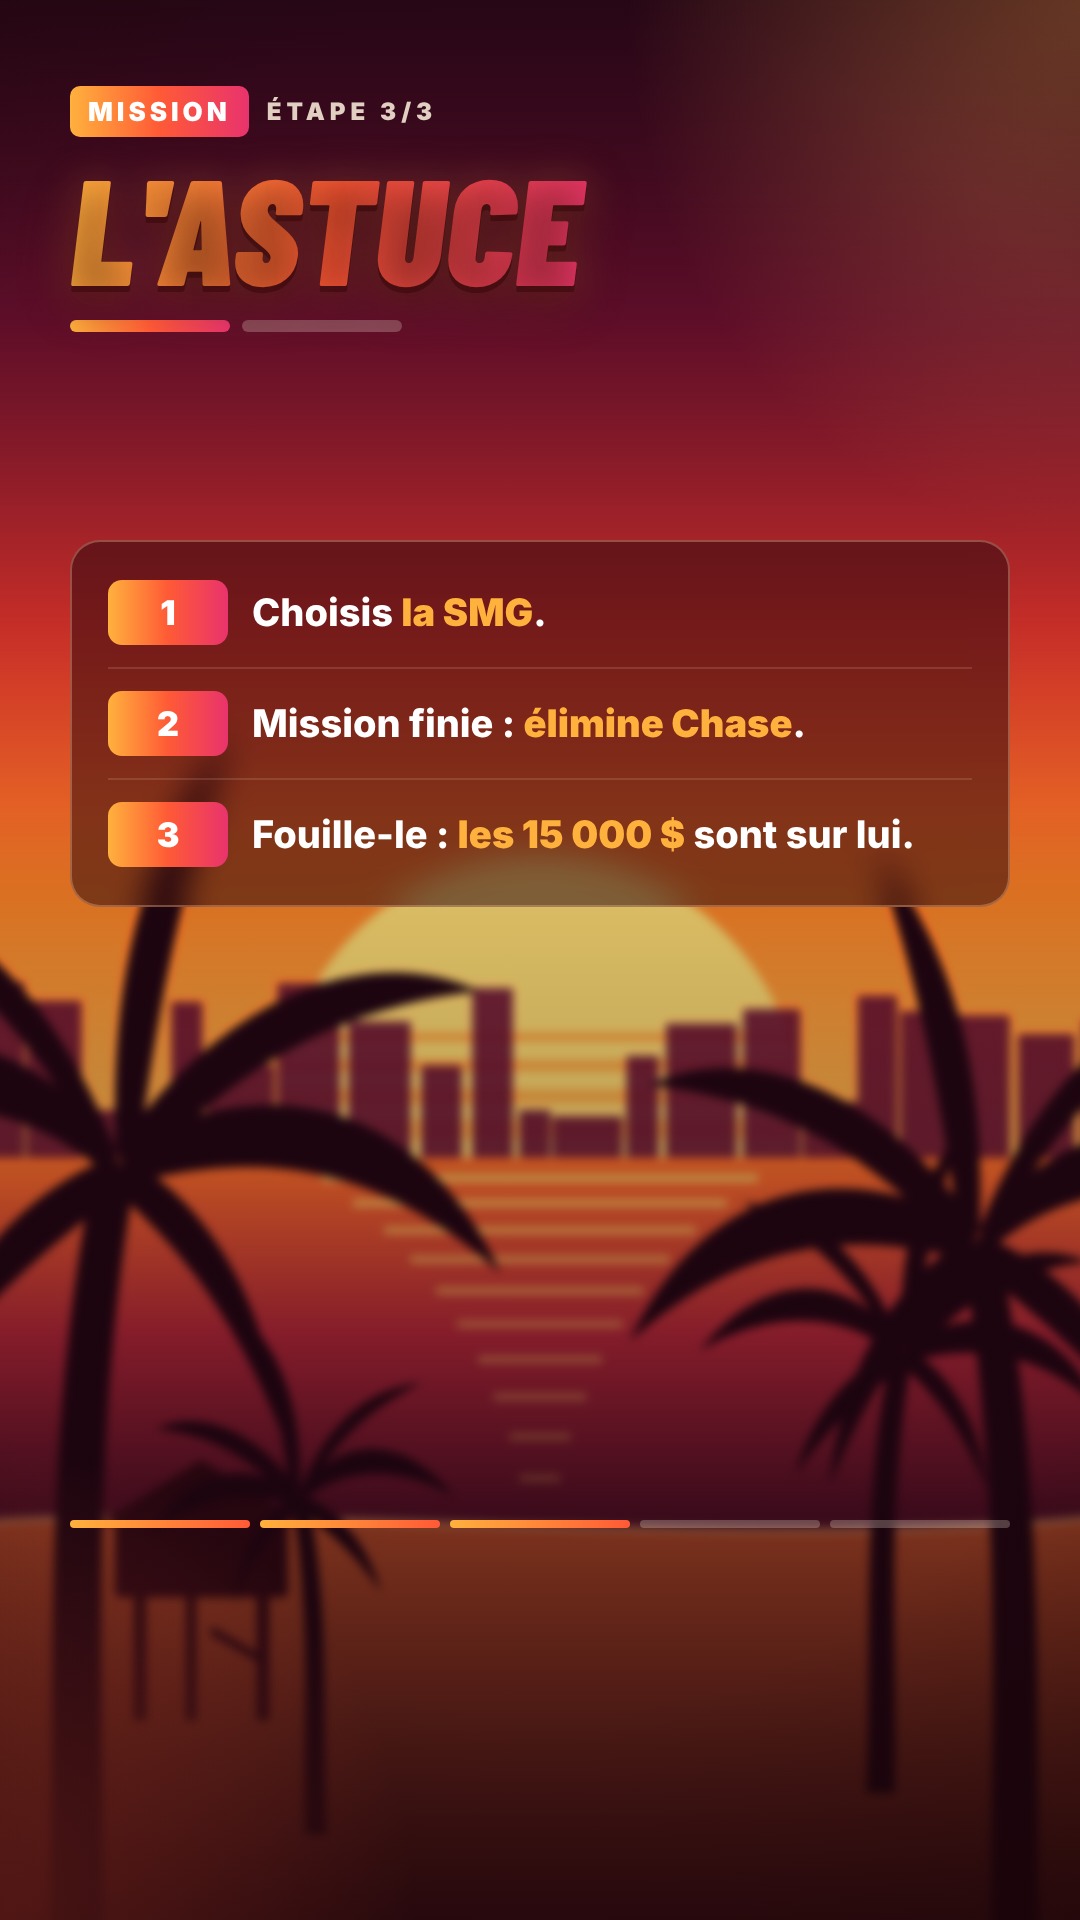 MISSION ÉTAPE 3/3
L'ASTUCE
1 Choisis la SMG.
2 Mission finie : élimine Chase.
3 Fouille-le : les 15 000 $ sont sur lui.